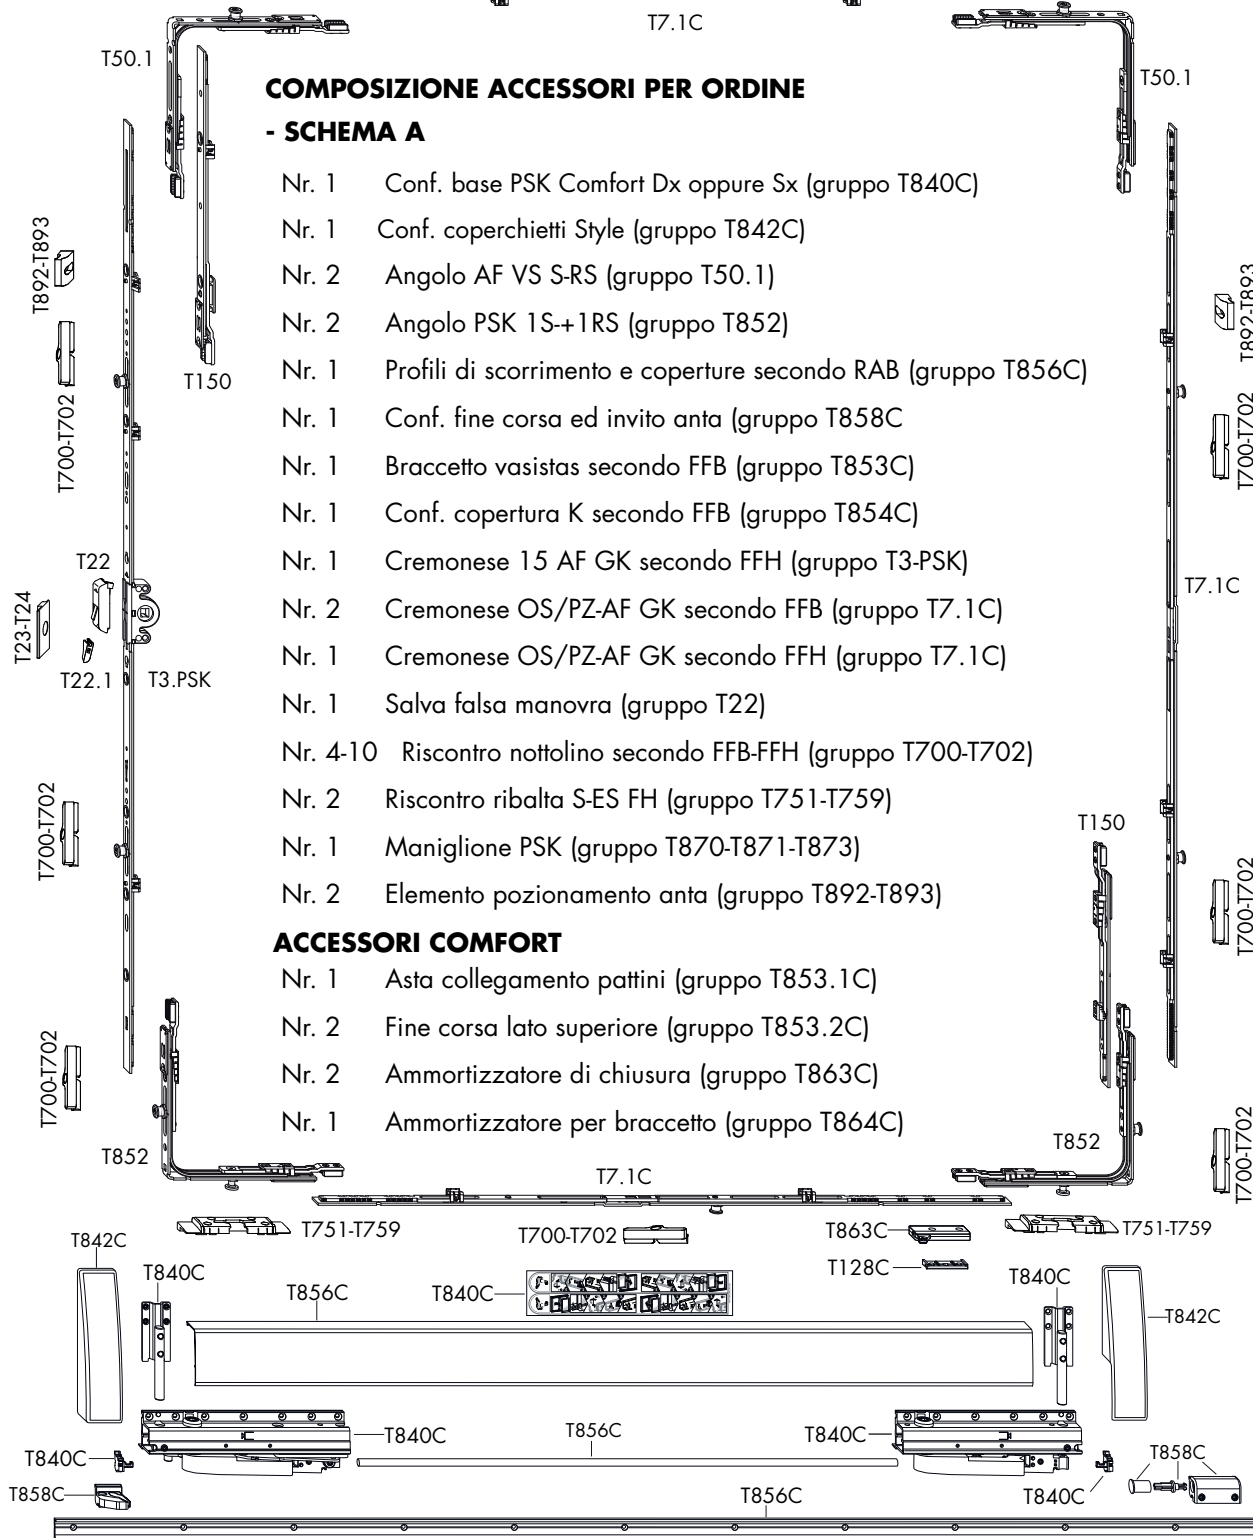 T7.1C
T50.1
T50.1
COMPOSIZIONE ACCESSORI PER ORDINE
- SCHEMA A
Nr. 1 Conf. base PSK Comfort Dx oppure Sx (gruppo T840C)
Nr. 1 Conf. coperchietti Style (gruppo T842C)
Nr. 2 Angolo AF VS S-RS (gruppo T50.1)
Nr. 2 Angolo PSK 1S-+1RS (gruppo T852)
Nr. 1 Profili di scorrimento e coperture secondo RAB (gruppo T856C)
Nr. 1 Conf. fine corsa ed invito anta (gruppo T858C
Nr. 1 Braccetto vasistas secondo FFB (gruppo T853C)
Nr. 1 Conf. copertura K secondo FFB (gruppo T854C)
Nr. 1 Cremonese 15 AF GK secondo FFH (gruppo T3-PSK)
Nr. 2 Cremonese OS/PZ-AF GK secondo FFB (gruppo T7.1C)
Nr. 1 Cremonese OS/PZ-AF GK secondo FFH (gruppo T7.1C)
Nr. 1 Salva falsa manovra (gruppo T22)
Nr. 4-10 Riscontro nottolino secondo FFB-FFH (gruppo T700-T702)
Nr. 2 Riscontro ribalta S-ES FH (gruppo T751-T759)
Nr. 1 Maniglione PSK (gruppo T870-T871-T873)
Nr. 2 Elemento pozionamento anta (gruppo T892-T893)
ACCESSORI COMFORT
Nr. 1 Asta collegamento pattini (gruppo T853.1C)
Nr. 2 Fine corsa lato superiore (gruppo T853.2C)
Nr. 2 Ammortizzatore di chiusura (gruppo T863C)
Nr. 1 Ammortizzatore per braccetto (gruppo T864C)
T892-T893
T150
T700-T702
T22
T23-T24
T22.1
T3.PSK
T700-T702
T700-T702
T852
T892-T893
T700-T702
T7.1C
T150
T700-T702
T852
T700-T702
T7.1C
T751-T759
T700-T702
T863C
T751-T759
T128C
T842C
T840C
T856C
T840C
T840C
T842C
T840C
T856C
T840C
T840C
T858C
T858C
T840C
T856C